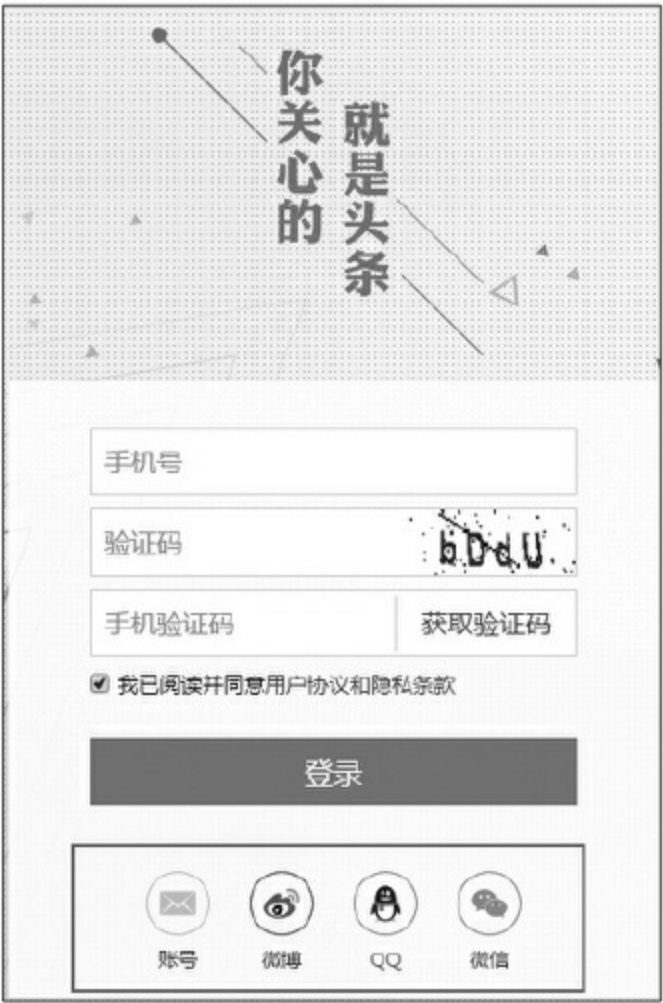 你关心的
就是头条
手机号
验证码
bDdU
手机验证码
获取验证码
我已阅读并同意用户协议和隐私条款
登录
账号
微博
QQ
微信